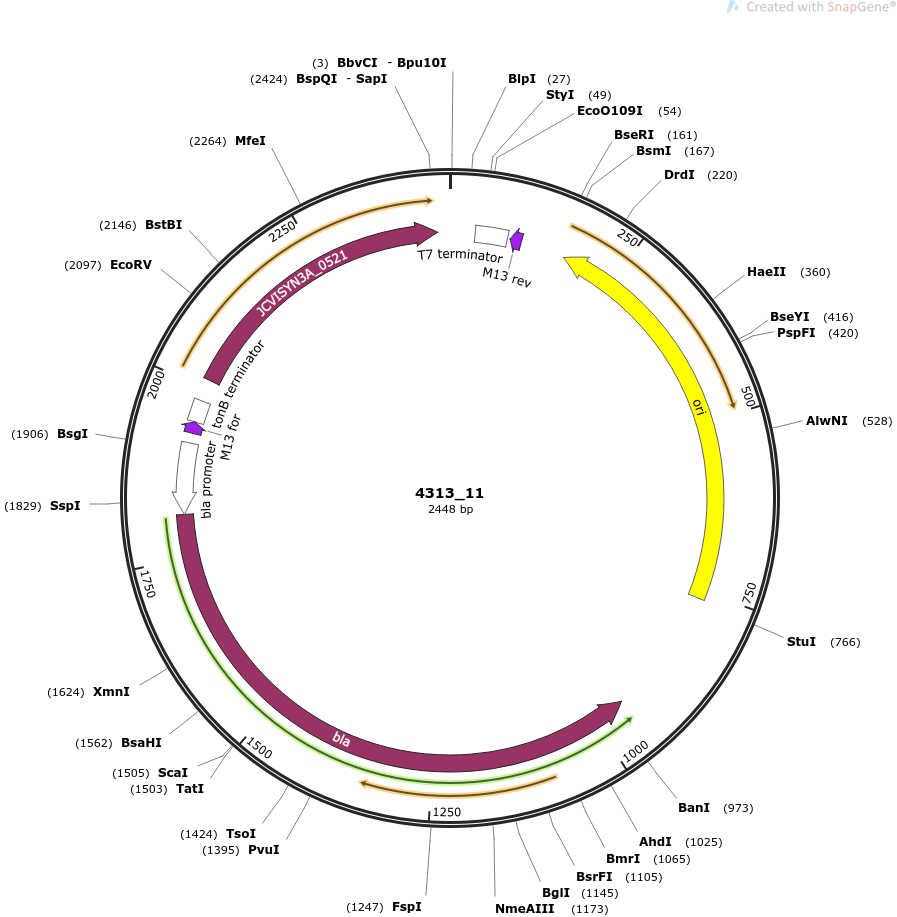 Created with SnapGene®
(3) BbvCI - Bpu10I
(2424) BspQI - SapI
(2264) MfeI
(2146) BstBI
(2097) EcoRV
(1906) BsgI
(1829) SspI
(1624) XmnI
(1562) BsaHI
(1505) ScaI
(1503) TatI
(1424) TsoI
(1395) PvuI
(1247) FspI
BlpI (27)
StyI (49)
EcoO109I (54)
BseRI (161)
BsmI (167)
DrdI (220)
HaeII (360)
BseYI (416)
PspFI (420)
AlwNI (528)
StuI (766)
BanI (973)
AhdI (1025)
BmrI (1065)
BsrFI (1105)
BglI (1145)
NmeAIII (1173)
250
500
750
1000
1250
1500
1750
2000
2250
T7 terminator
M13 rev
ori
bla
bla promoter
M13 for
tonB terminator
JCVISYN3A_0521
4313_11
2448 bp